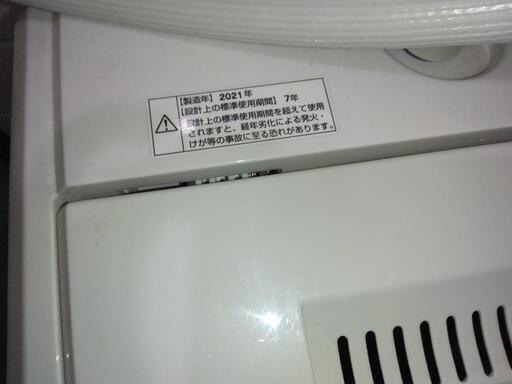 【製造年】2021年
【設計上の標準使用期間】7年
設計上の標準使用期間を超えて使用
されますと、経年劣化による発火・
けが等の事故に至る恐れがあります。